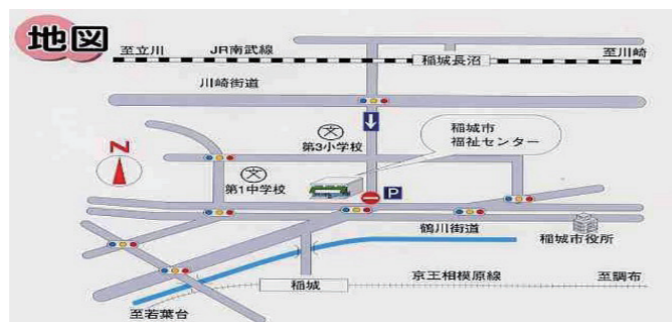 地図
至立川
JR南武線
稲城長沼
至川崎
川崎街道
稲城市
福祉センター
N
第3小学校
第1中学校
P
鶴川街道
稲城市役所
稲城
京王相模原線
至調布
至若葉台
文
文